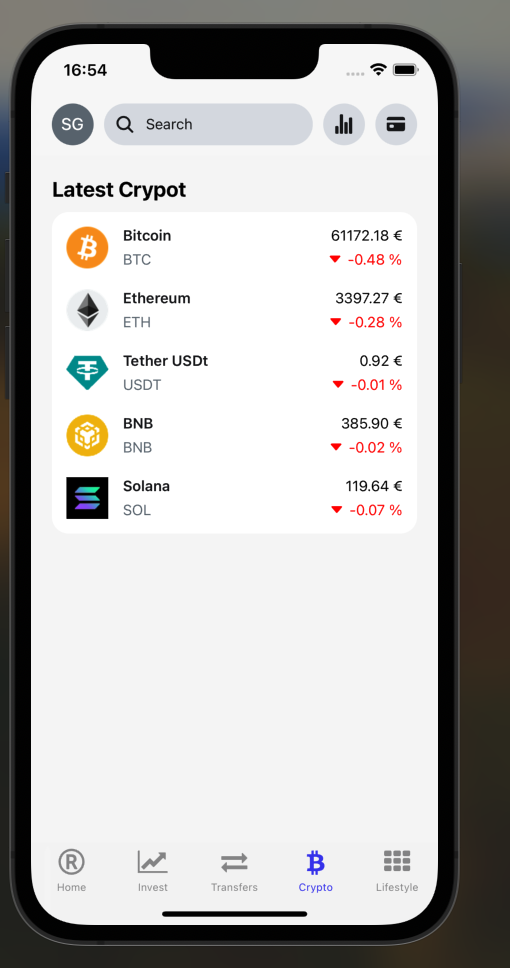 16:54
SG
Search
Latest Crypot
Bitcoin 61172.18 €
BTC ▼ -0.48 %
Ethereum 3397.27 €
ETH ▼ -0.28 %
Tether USDt 0.92 €
USDT ▼ -0.01 %
BNB 385.90 €
BNB ▼ -0.02 %
Solana 119.64 €
SOL ▼ -0.07 %
Home Invest Transfers Crypto Lifestyle